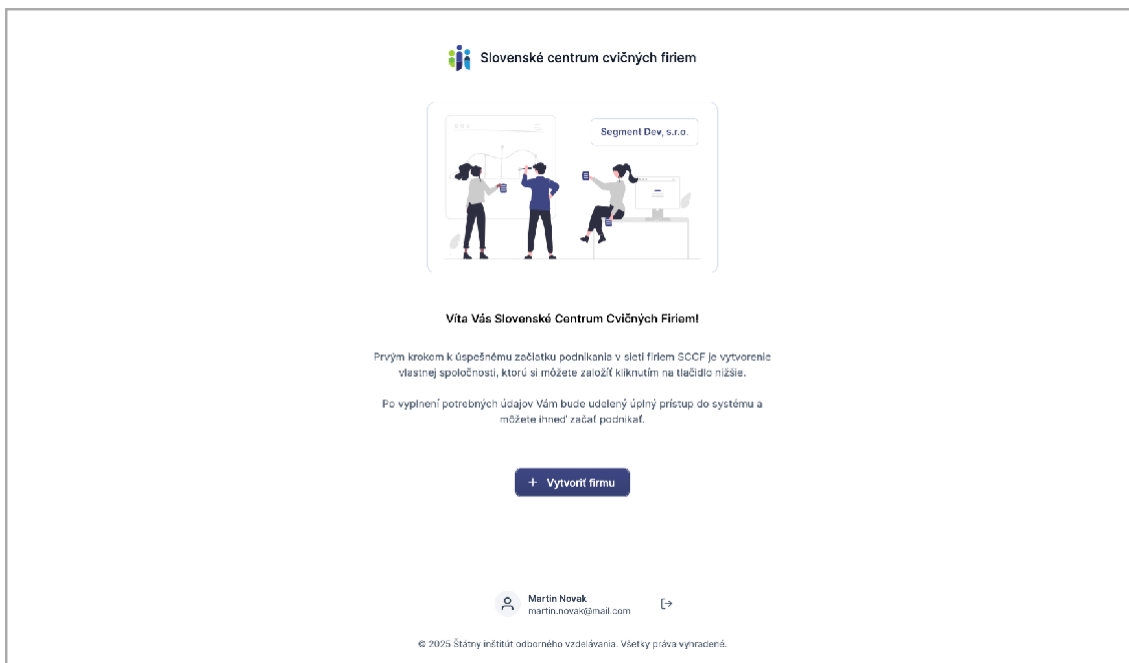 Slovenské centrum cvičných firiem
Segment Dev, s.r.o.
Víta Vás Slovenské Centrum Cvičných Firiem!
Prvým krokom k úspešnému začiatku podnikania v sieti firiem SCCF je vytvorenie
vlastnej spoločnosti, ktorú si môžete založiť kliknutím na tlačidlo nižšie.
Po vyplnení potrebných údajov Vám bude udelený úplný prístup do systému a
môžete ihneď začať podnikať.
+ Vytvoriť firmu
Martin Novak
martin.novak@mail.com
© 2025 Štátny inštitút odborného vzdelávania. Všetky práva vyhradené.